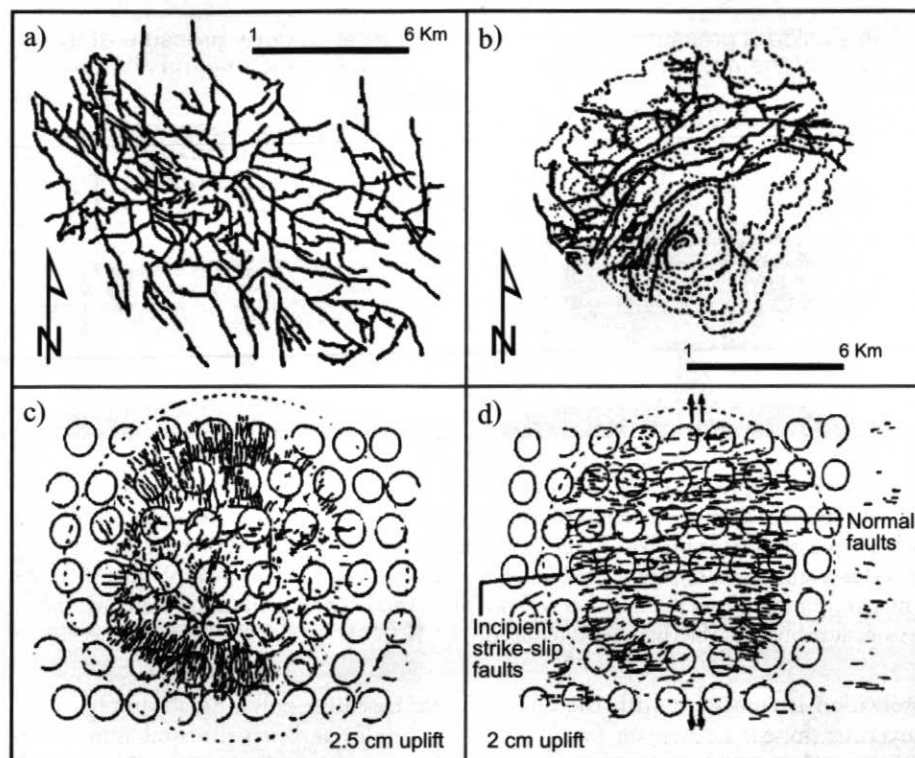 a)
1
6 Km
N
b)
N
1
6 Km
c)
2.5 cm uplift
d)
Normal
faults
Incipient
strike-slip
faults
2 cm uplift